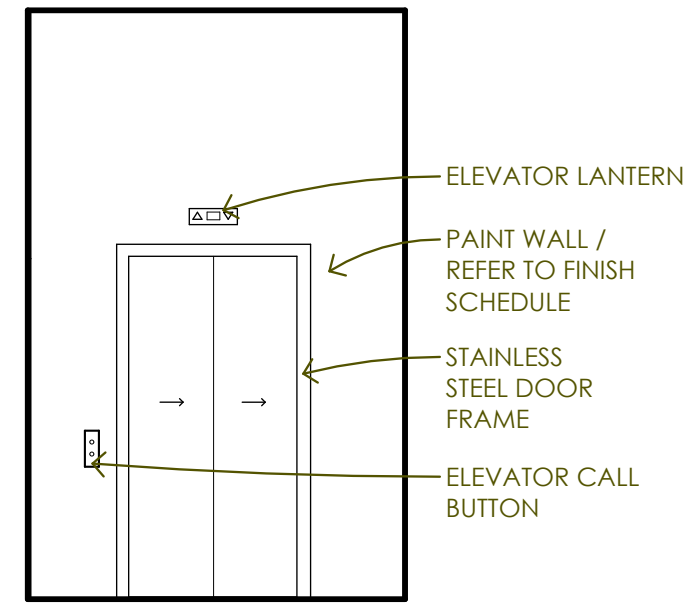 ELEVATOR LANTERN
PAINT WALL /
REFER TO FINISH
SCHEDULE
STAINLESS
STEEL DOOR
FRAME
ELEVATOR CALL
BUTTON